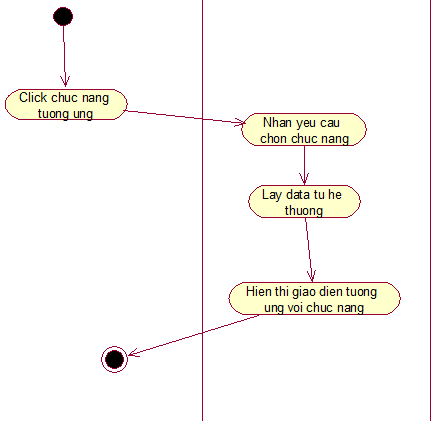 Click chuc nang
tuong ung
Nhan yeu cau
chon chuc nang
Lay data tu he
thuong
Hien thi giao dien tuong
ung voi chuc nang